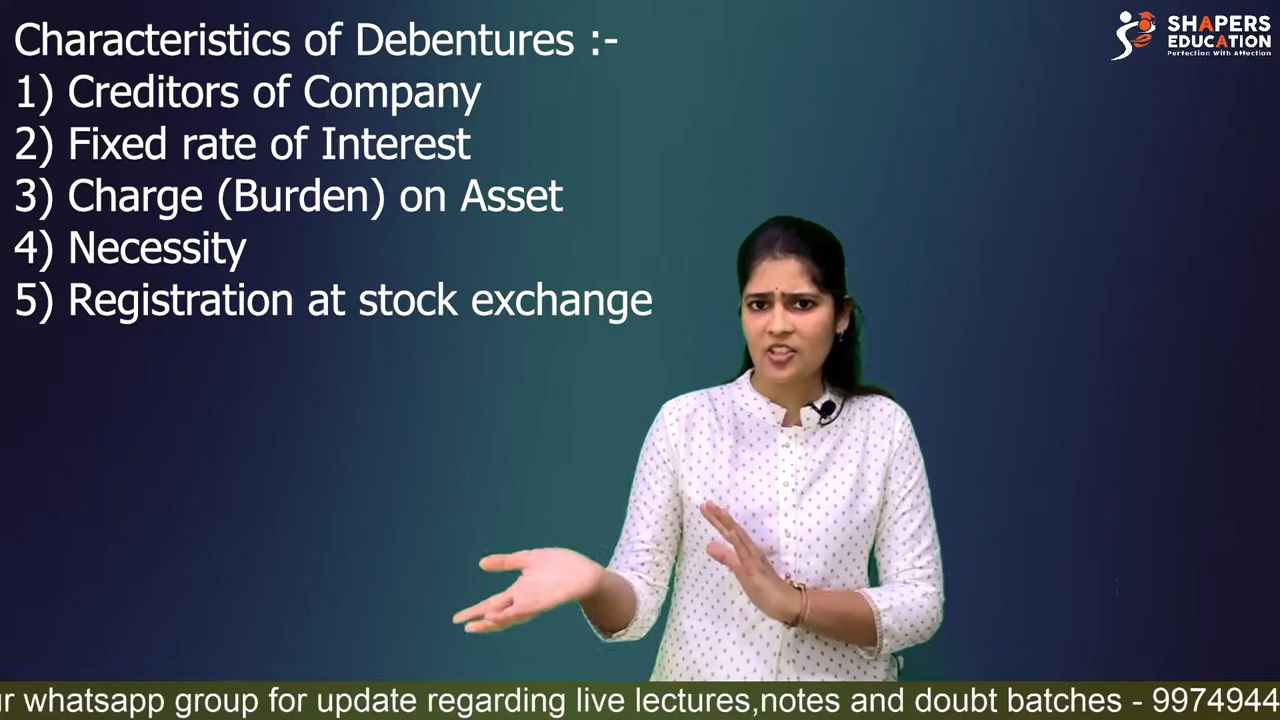 Characteristics of Debentures :-
1) Creditors of Company
2) Fixed rate of Interest
3) Charge (Burden) on Asset
4) Necessity
5) Registration at stock exchange
SHAPERS
EDUCATION
Perfection With Affection
whatsapp group for update regarding live lectures,notes and doubt batches - 9974944